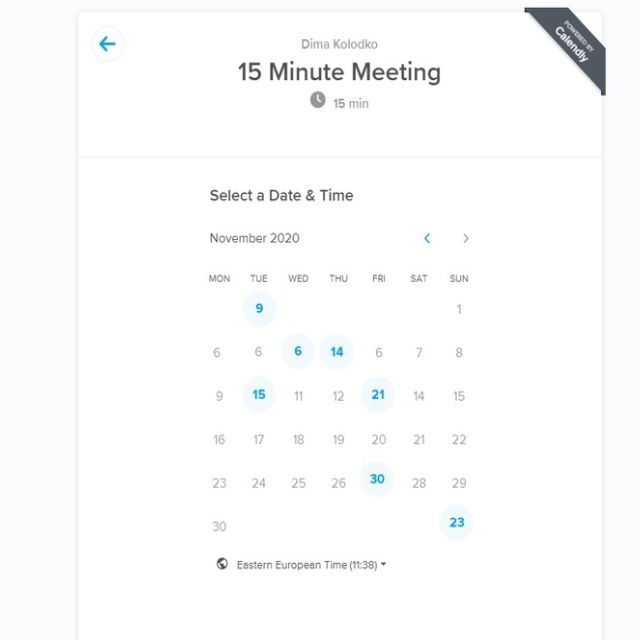 Dima Kolodko
POWERED BY
Calendly
15 Minute Meeting
15 min
Select a Date & Time
November 2020
MON TUE WED THU FRI SAT SUN
9 1
6 6 6 14 6 7 8
9 15 11 12 21 14 15
16 17 18 19 20 21 22
23 24 25 26 30 28 29
30 23
Eastern European Time (11:38)